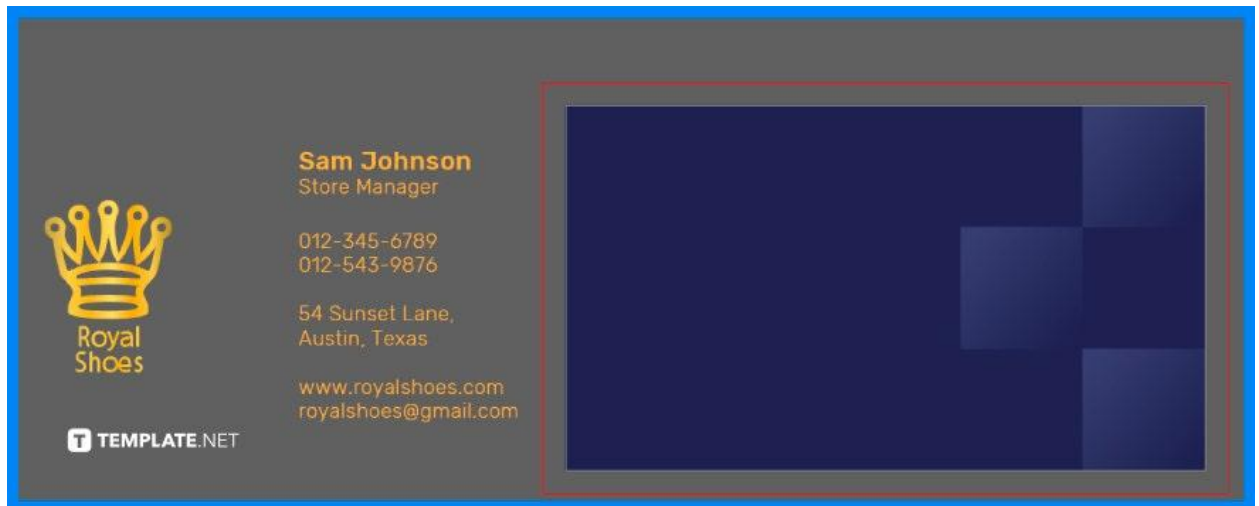 Royal
Shoes
Sam Johnson
Store Manager
012-345-6789
012-543-9876
54 Sunset Lane,
Austin, Texas
www.royalshoes.com
royalshoes@gmail.com
T TEMPLATE.NET